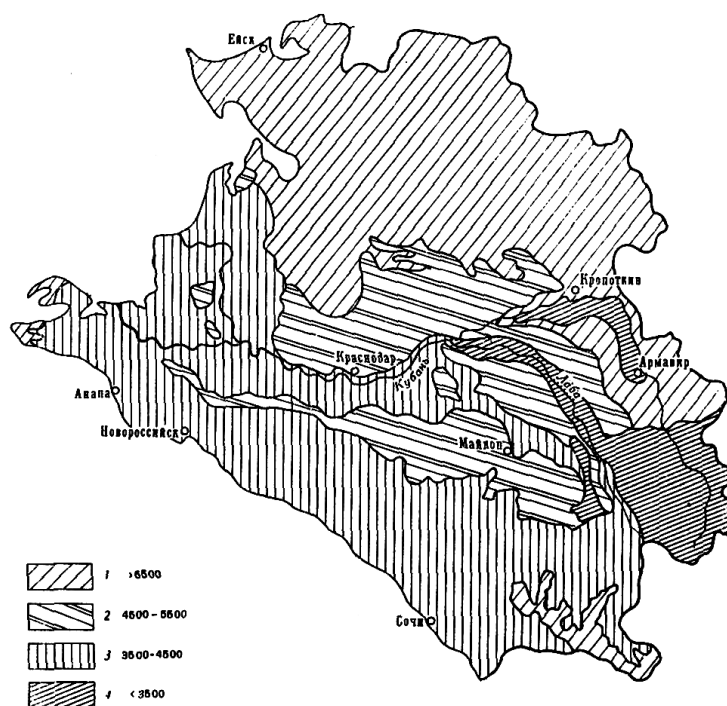 Ейск
Кропоткин
Армавир
Краснодар
Кубань
Лаба
Анапа
Новороссийск
Майкоп
Сочи
1 >6500
2 4500-5500
3 3500-4500
4 <3500